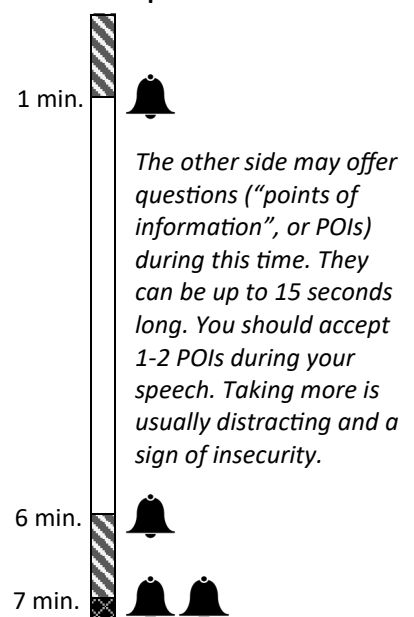 1 min.
The other side may offer
questions (“points of
information”, or POIs)
during this time. They
can be up to 15 seconds
long. You should accept
1-2 POIs during your
speech. Taking more is
usually distracting and a
sign of insecurity.
6 min.
7 min.